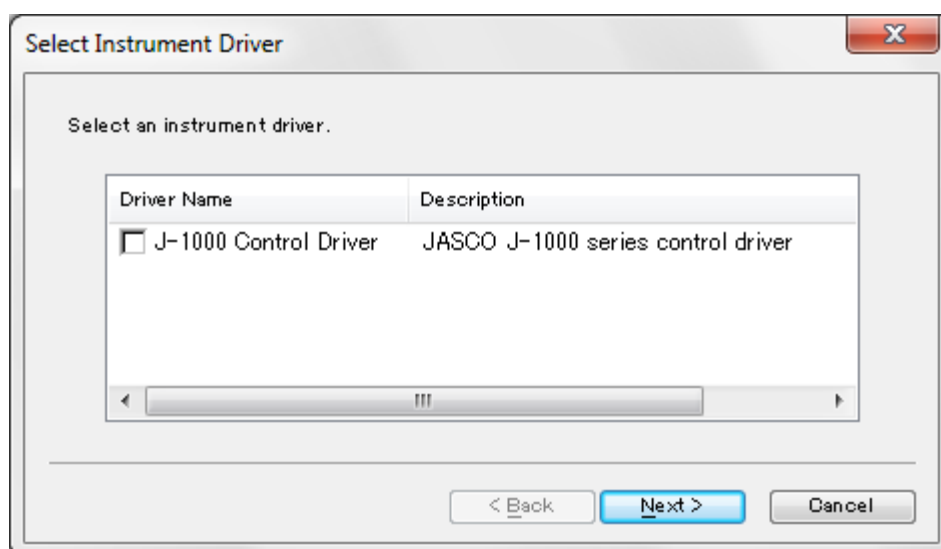 Select Instrument Driver
Select an instrument driver.
Driver Name Description
J-1000 Control Driver JASCO J-1000 series control driver
< Back Next > Cancel